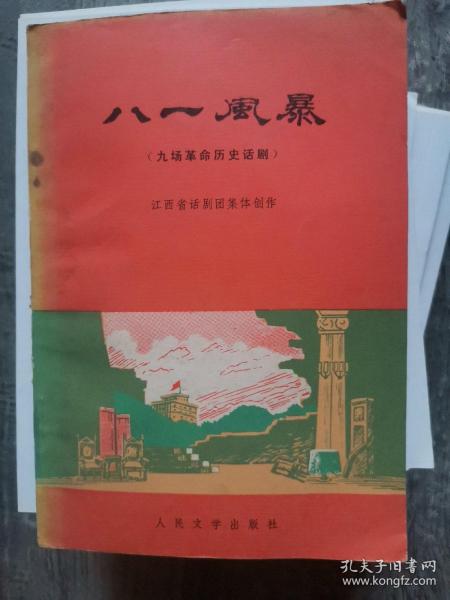 八一風暴
（九场革命历史话剧）
江西省话剧团集体创作
人民文学出版社
孔夫子旧书网
www.kongfz.com